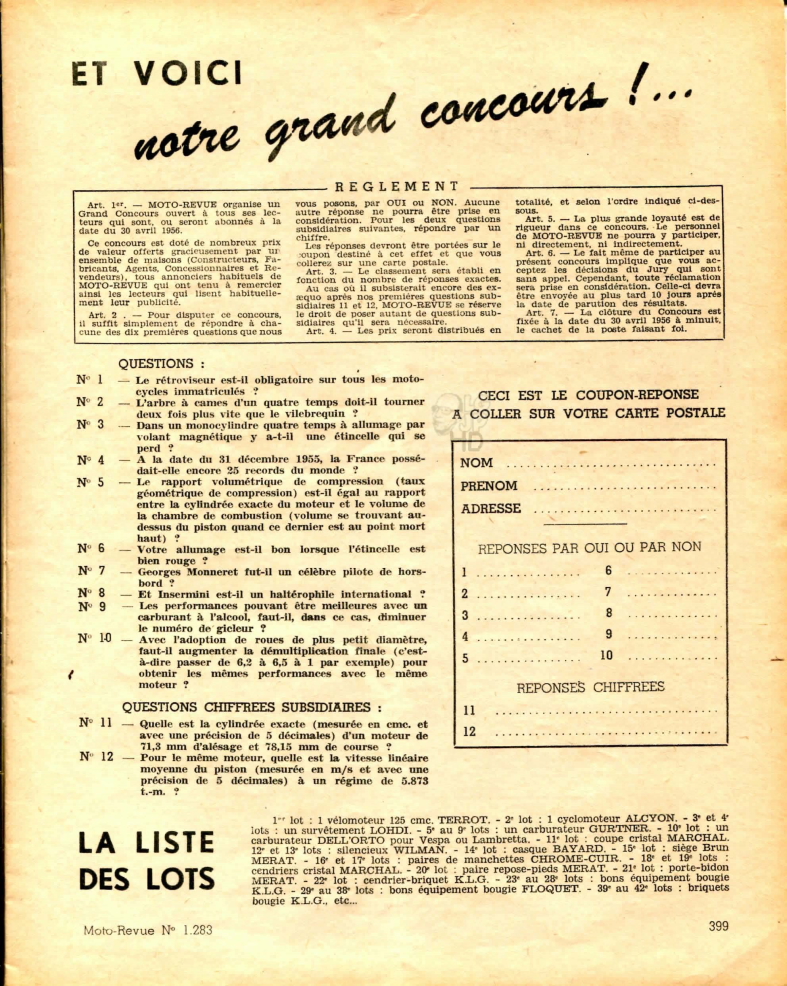 ET VOICI
notre grand concours !...
REGLEMENT
Art. 1er. — MOTO-REVUE organise un
Grand Concours ouvert à tous ses lec-
teurs qui sont, ou seront abonnés à la
date du 30 avril 1956.
Ce concours est doté de nombreux prix
de valeur offerts gracieusement par un
ensemble de maisons (Constructeurs, Fa-
bricants, Agents, Concessionnaires et Re-
vendeurs), tous annonciers habituels de
MOTO-REVUE qui ont tenu à remercier
ainsi les lecteurs qui lisent habituelle-
ment leur publicité.
Art. 2 . — Pour disputer ce concours,
il suffit simplement de répondre à cha-
cune des dix premières questions que nous
vous posons, par OUI ou NON. Aucune
autre réponse ne pourra être prise en
considération. Pour les deux questions
subsidiaires suivantes, répondre par un
chiffre.
Les réponses devront être portées sur le
coupon destiné à cet effet et que vous
collerez sur une carte postale.
Art. 3. — Le classement sera établi en
fonction du nombre de réponses exactes.
Au cas où il subsisterait encore des ex-
æquo après nos premières questions sub-
sidiaires 11 et 12, MOTO-REVUE se réserve
le droit de poser autant de questions sub-
sidiaires qu'il sera nécessaire.
Art. 4. — Les prix seront distribués en
totalité, et selon l'ordre indiqué ci-des-
sous.
Art. 5. — La plus grande loyauté est de
rigueur dans ce concours. Le personnel
de MOTO-REVUE ne pourra y participer,
ni directement, ni indirectement.
Art. 6. — Le fait même de participer au
présent concours implique que vous ac-
ceptez les décisions du Jury qui sont
sans appel. Cependant, toute réclamation
sera prise en considération. Celle-ci devra
être envoyée au plus tard 10 jours après
la date de parution des résultats.
Art. 7. — La clôture du Concours est
fixée à la date du 30 avril 1956 à minuit,
le cachet de la poste faisant foi.
QUESTIONS :
N° 1 — Le rétroviseur est-il obligatoire sur tous les moto-
cycles immatriculés ?
N° 2 — L'arbre à cames d'un quatre temps doit-il tourner
deux fois plus vite que le vilebrequin ?
N° 3 — Dans un monocylindre quatre temps à allumage par
volant magnétique y a-t-il une étincelle qui se
perd ?
N° 4 — A la date du 31 décembre 1955, la France possé-
dait-elle encore 25 records du monde ?
N° 5 — Le rapport volumétrique de compression (taux
géométrique de compression) est-il égal au rapport
entre la cylindrée exacte du moteur et le volume de
la chambre de combustion (volume se trouvant au-
dessus du piston quand ce dernier est au point mort
haut) ?
N° 6 — Votre allumage est-il bon lorsque l'étincelle est
bien rouge ?
N° 7 — Georges Monneret fut-il un célèbre pilote de hors-
bord ?
N° 8 — Et Insermini est-il un haltérophile international ?
N° 9 — Les performances pouvant être meilleures avec un
carburant à l'alcool, faut-il, dans ce cas, diminuer
le numéro de gicleur ?
N° 10 — Avec l'adoption de roues de plus petit diamètre,
faut-il augmenter la démultiplication finale (c'est-
à-dire passer de 6,2 à 6,5 à 1 par exemple) pour
obtenir les mêmes performances avec le même
moteur ?
QUESTIONS CHIFFREES SUBSIDIAIRES :
N° 11 — Quelle est la cylindrée exacte (mesurée en cmc. et
avec une précision de 5 décimales) d'un moteur de
71,3 mm d'alésage et 78,15 mm de course ?
N° 12 — Pour le même moteur, quelle est la vitesse linéaire
moyenne du piston (mesurée en m/s et avec une
précision de 5 décimales) à un régime de 5.873
t.-m. ?
CECI EST LE COUPON-REPONSE
A COLLER SUR VOTRE CARTE POSTALE
NOM ................................
PRENOM ............................
ADRESSE ...........................
REPONSES PAR OUI OU PAR NON
1 ................ 6 ..............
2 ................ 7 ..............
3 ................ 8 ..............
4 ................ 9 ..............
5 ................ 10 ..............
REPONSES CHIFFREES
11 ..................................
12 ..................................
LA LISTE
DES LOTS
1er lot : 1 vélomoteur 125 cmc. TERROT. - 2e lot : 1 cyclomoteur ALCYON. - 3e et 4e
lots : un survêtement LOHDI. - 5e au 9e lots : un carburateur GURTNER. - 10e lot : un
carburateur DELL'ORTO pour Vespa ou Lambretta. - 11e lot : coupe cristal MARCHAL.
12e et 13e lots : silencieux WILMAN. - 14e lot : casque BAYARD. - 15e lot : siège Brun
MERAT. - 16e et 17e lots : paires de manchettes CHROME-CUIR. - 18e et 19e lots :
cendriers cristal MARCHAL. - 20e lot : paire repose-pieds MERAT. - 21e lot : porte-bidon
MERAT. - 22e lot : cendrier-briquet K.L.G. - 23e au 28e lots : bons équipement bougie
K.L.G. - 29e au 38e lots : bons équipement bougie FLOQUET. - 39e au 42e lots : briquets
bougie K.L.G., etc...
Moto-Revue N° 1.283
399